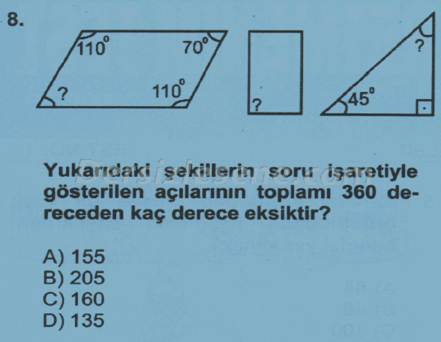 8.
110° 70°
? 110° ? 45° ?
Yukarıdaki şekillerin soru işaretiyle
gösterilen açılarının toplamı 360 de-
receden kaç derece eksiktir?
A) 155
B) 205
C) 160
D) 135